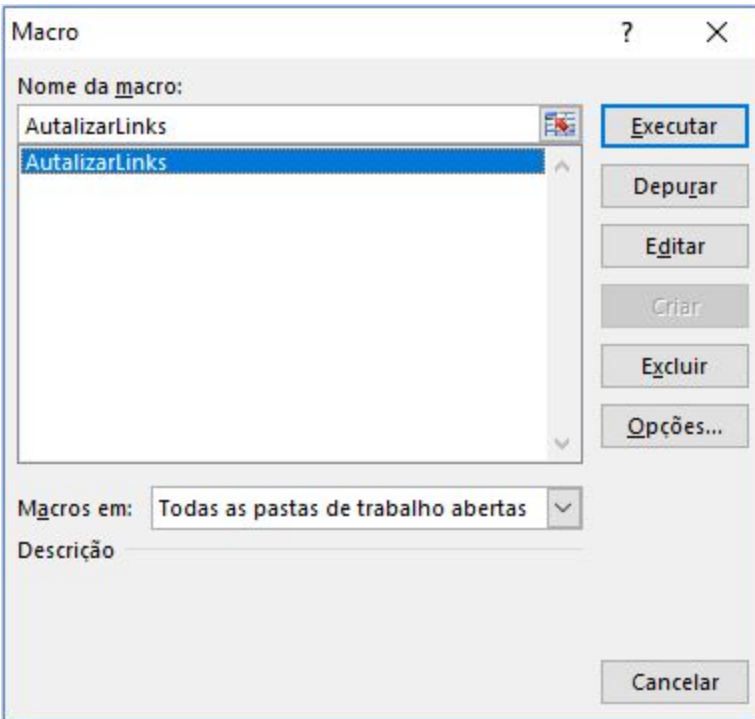 Macro
?
Nome da macro:
AutalizarLinks
AutalizarLinks
Executar
Depurar
Editar
Criar
Excluir
Opções...
Macros em: Todas as pastas de trabalho abertas
Descrição
Cancelar